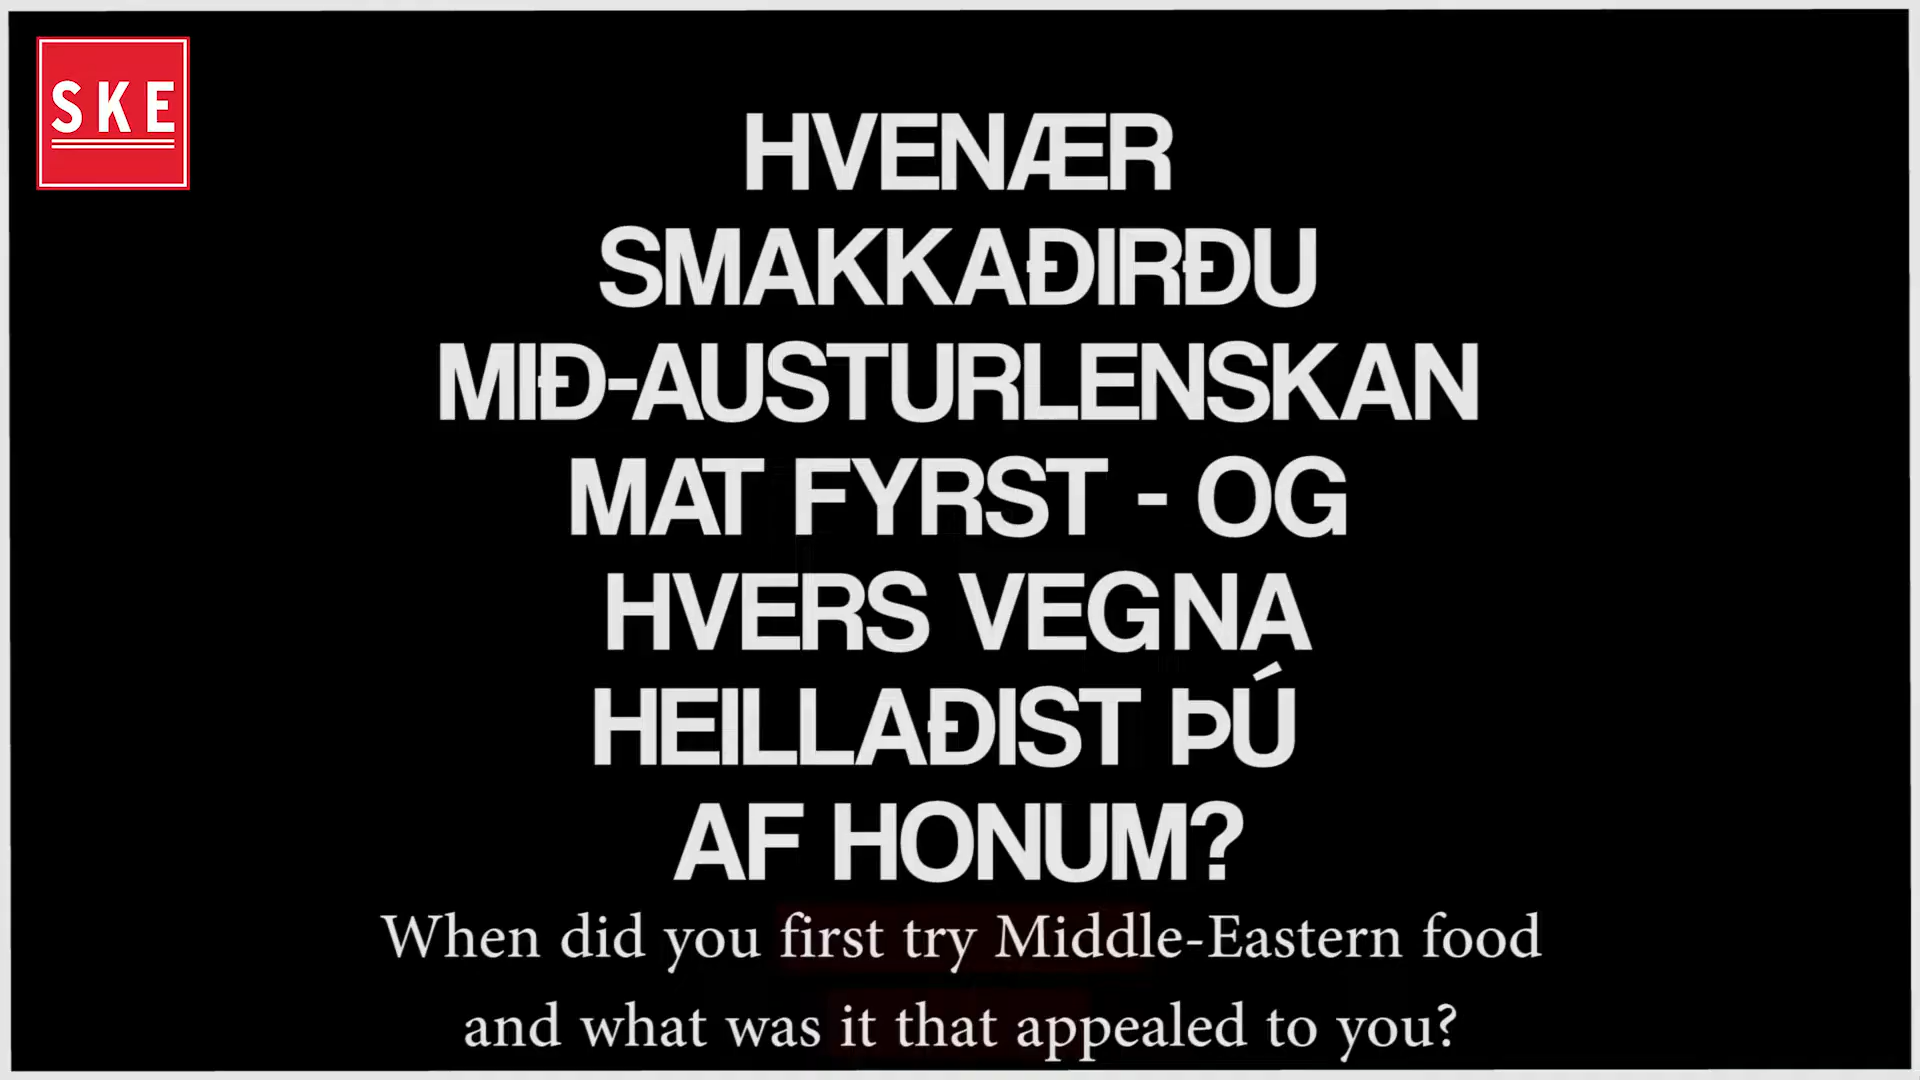 SKE
HVENÆR
SMAKKAÐIRÐU
MIÐ-AUSTURLENSKAN
MAT FYRST - OG
HVERS VEGNA
HEILLAÐIST ÞÚ
AF HONUM?
When did you first try Middle-Eastern food
and what was it that appealed to you?